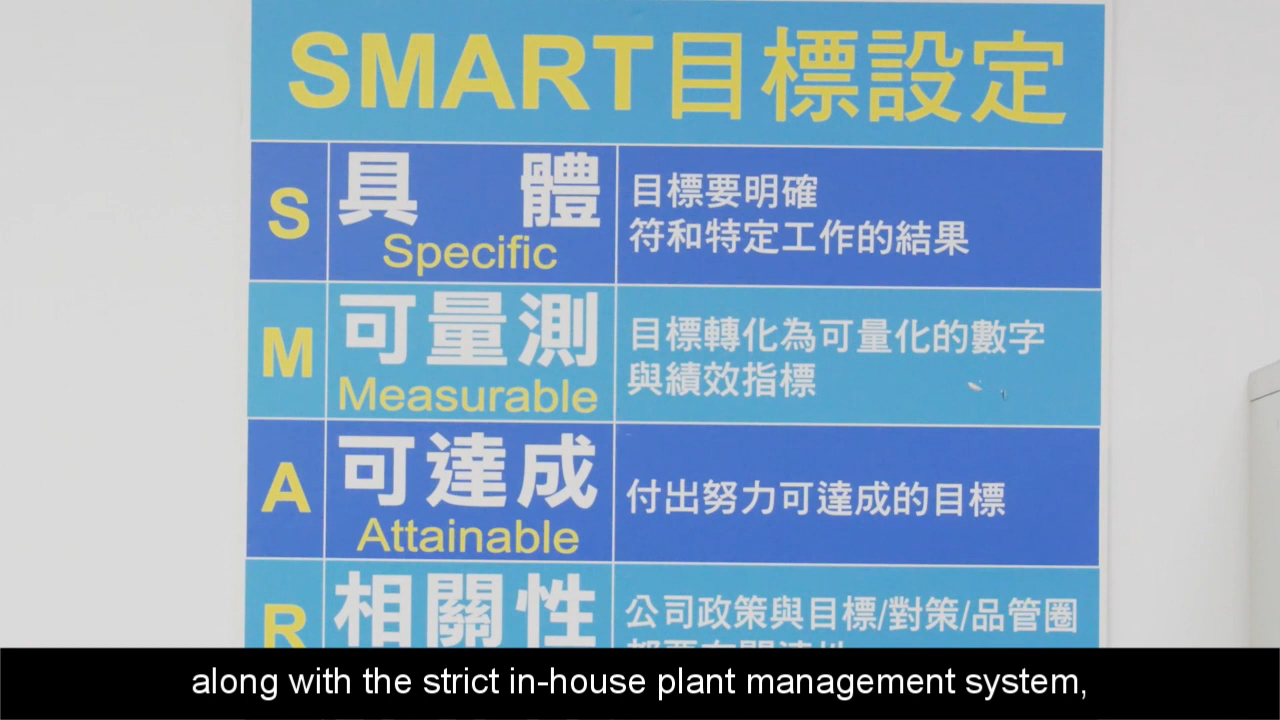 SMART目標設定
S
具體
Specific
目標要明確
符和特定工作的結果
M
可量測
Measurable
目標轉化為可量化的數字
與績效指標
A
可達成
Attainable
付出努力可達成的目標
R
相關性
公司政策與目標/對策/品管圈
along with the strict in-house plant management system,